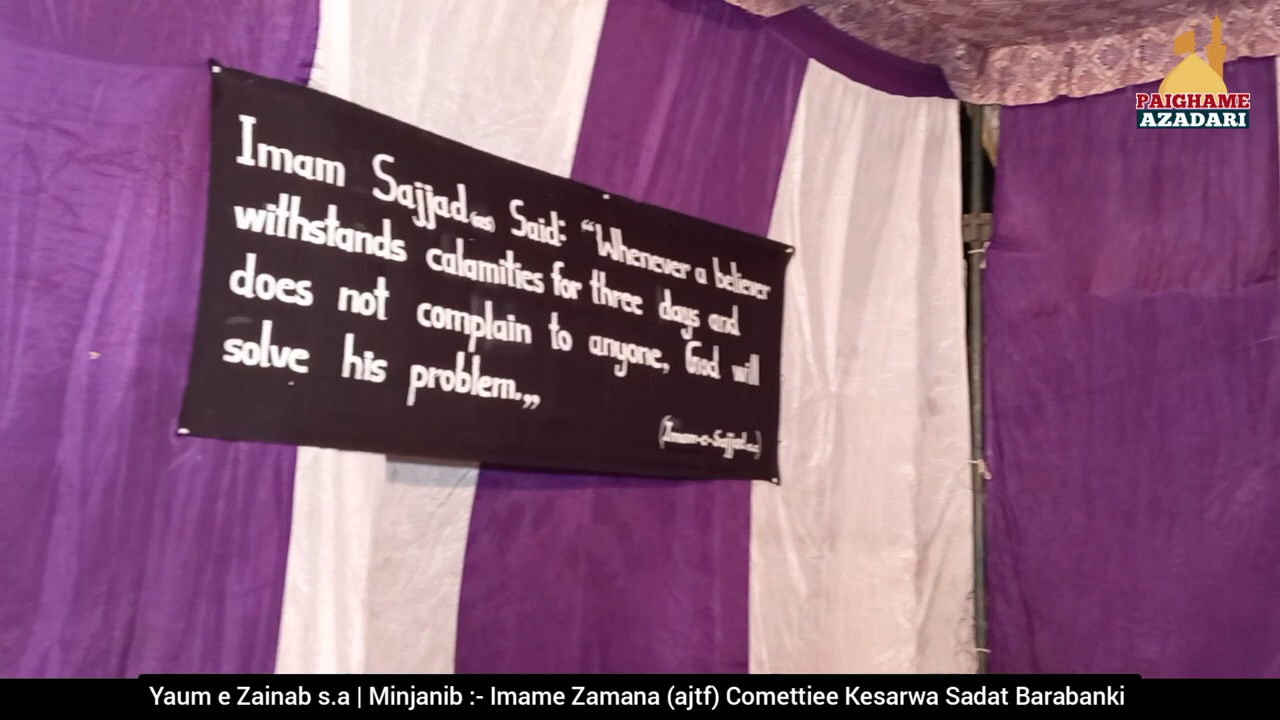 PAIGHAME
AZADARI
Imam Sajjad(as) Said: “Whenever a believer
withstands calamities for three days and
does not complain to anyone, God will
solve his problem.„
(Imam-e-Sajjad a.s)
Yaum e Zainab s.a | Minjanib :- Imame Zamana (ajtf) Comettiee Kesarwa Sadat Barabanki